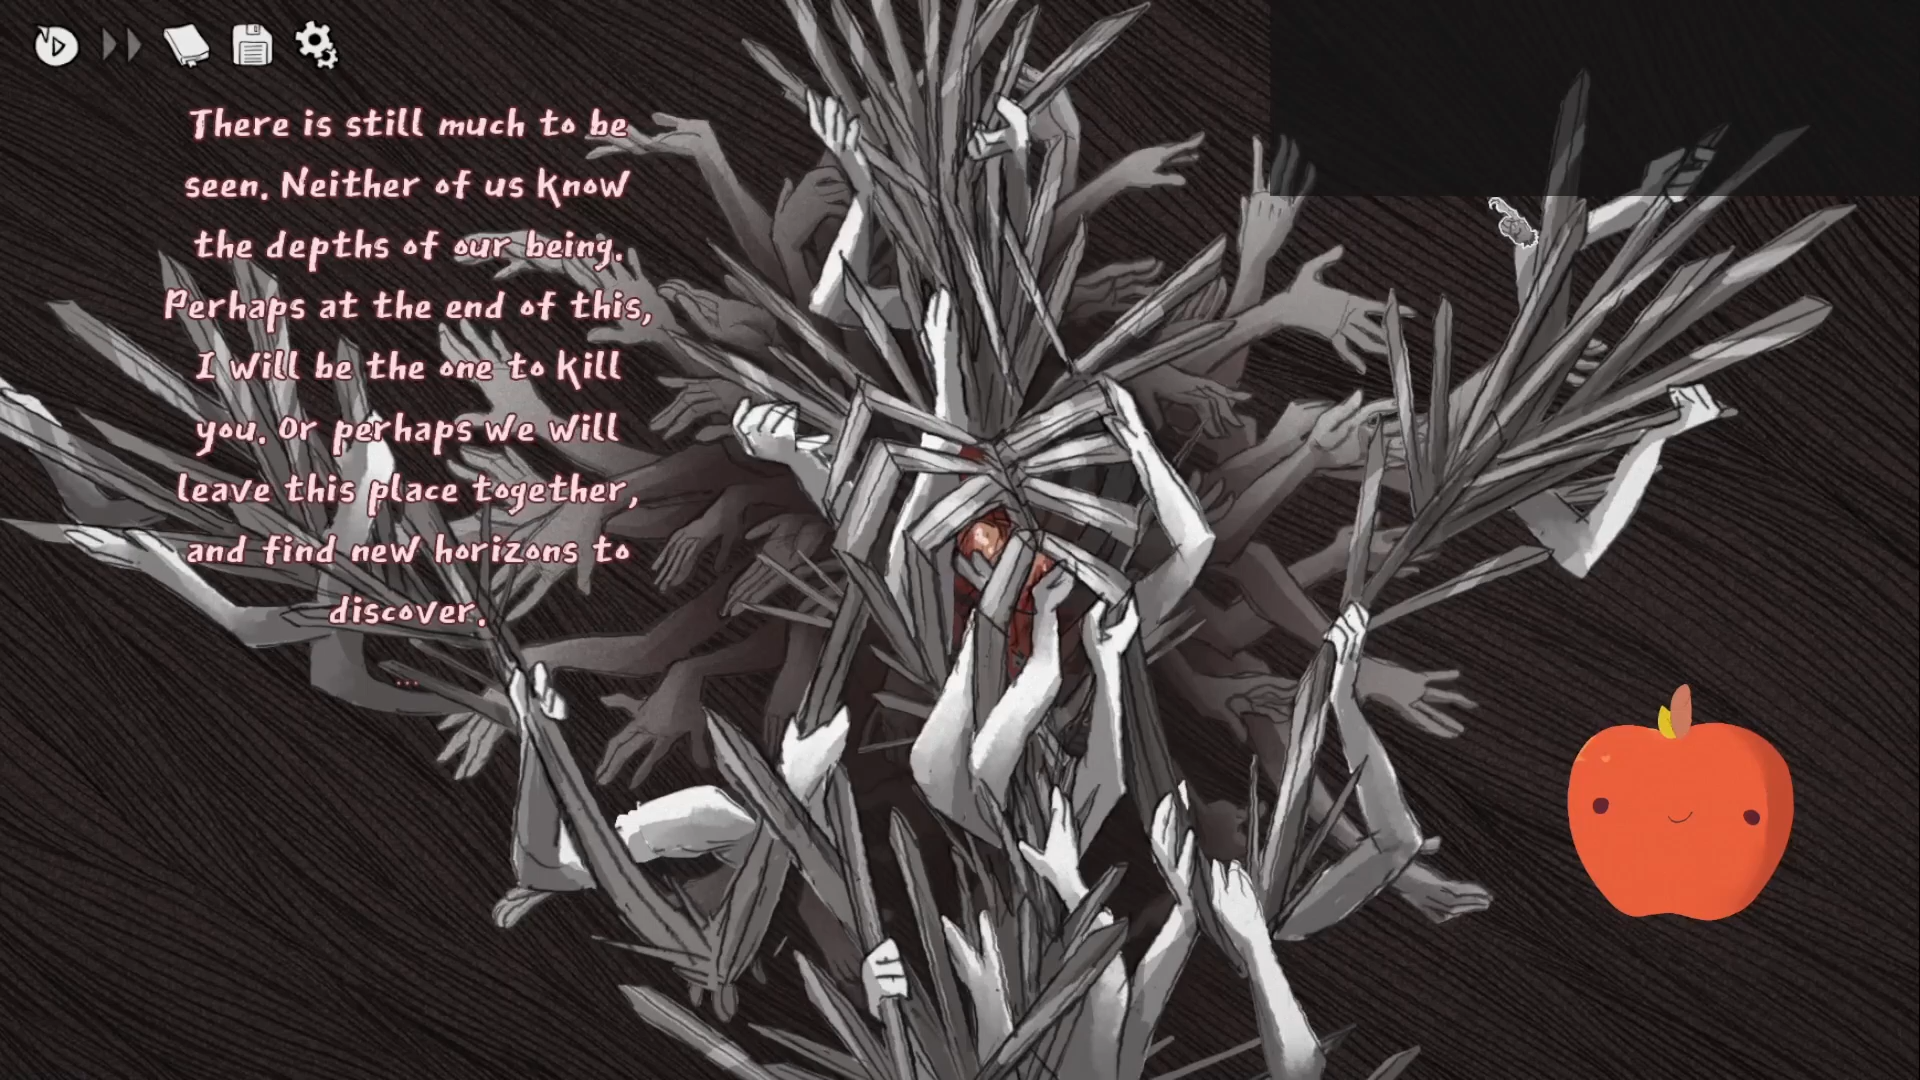 There is still much to be
seen. Neither of us know
the depths of our being.
Perhaps at the end of this,
I will be the one to kill
you. Or perhaps we will
leave this place together,
and find new horizons to
discover.
...